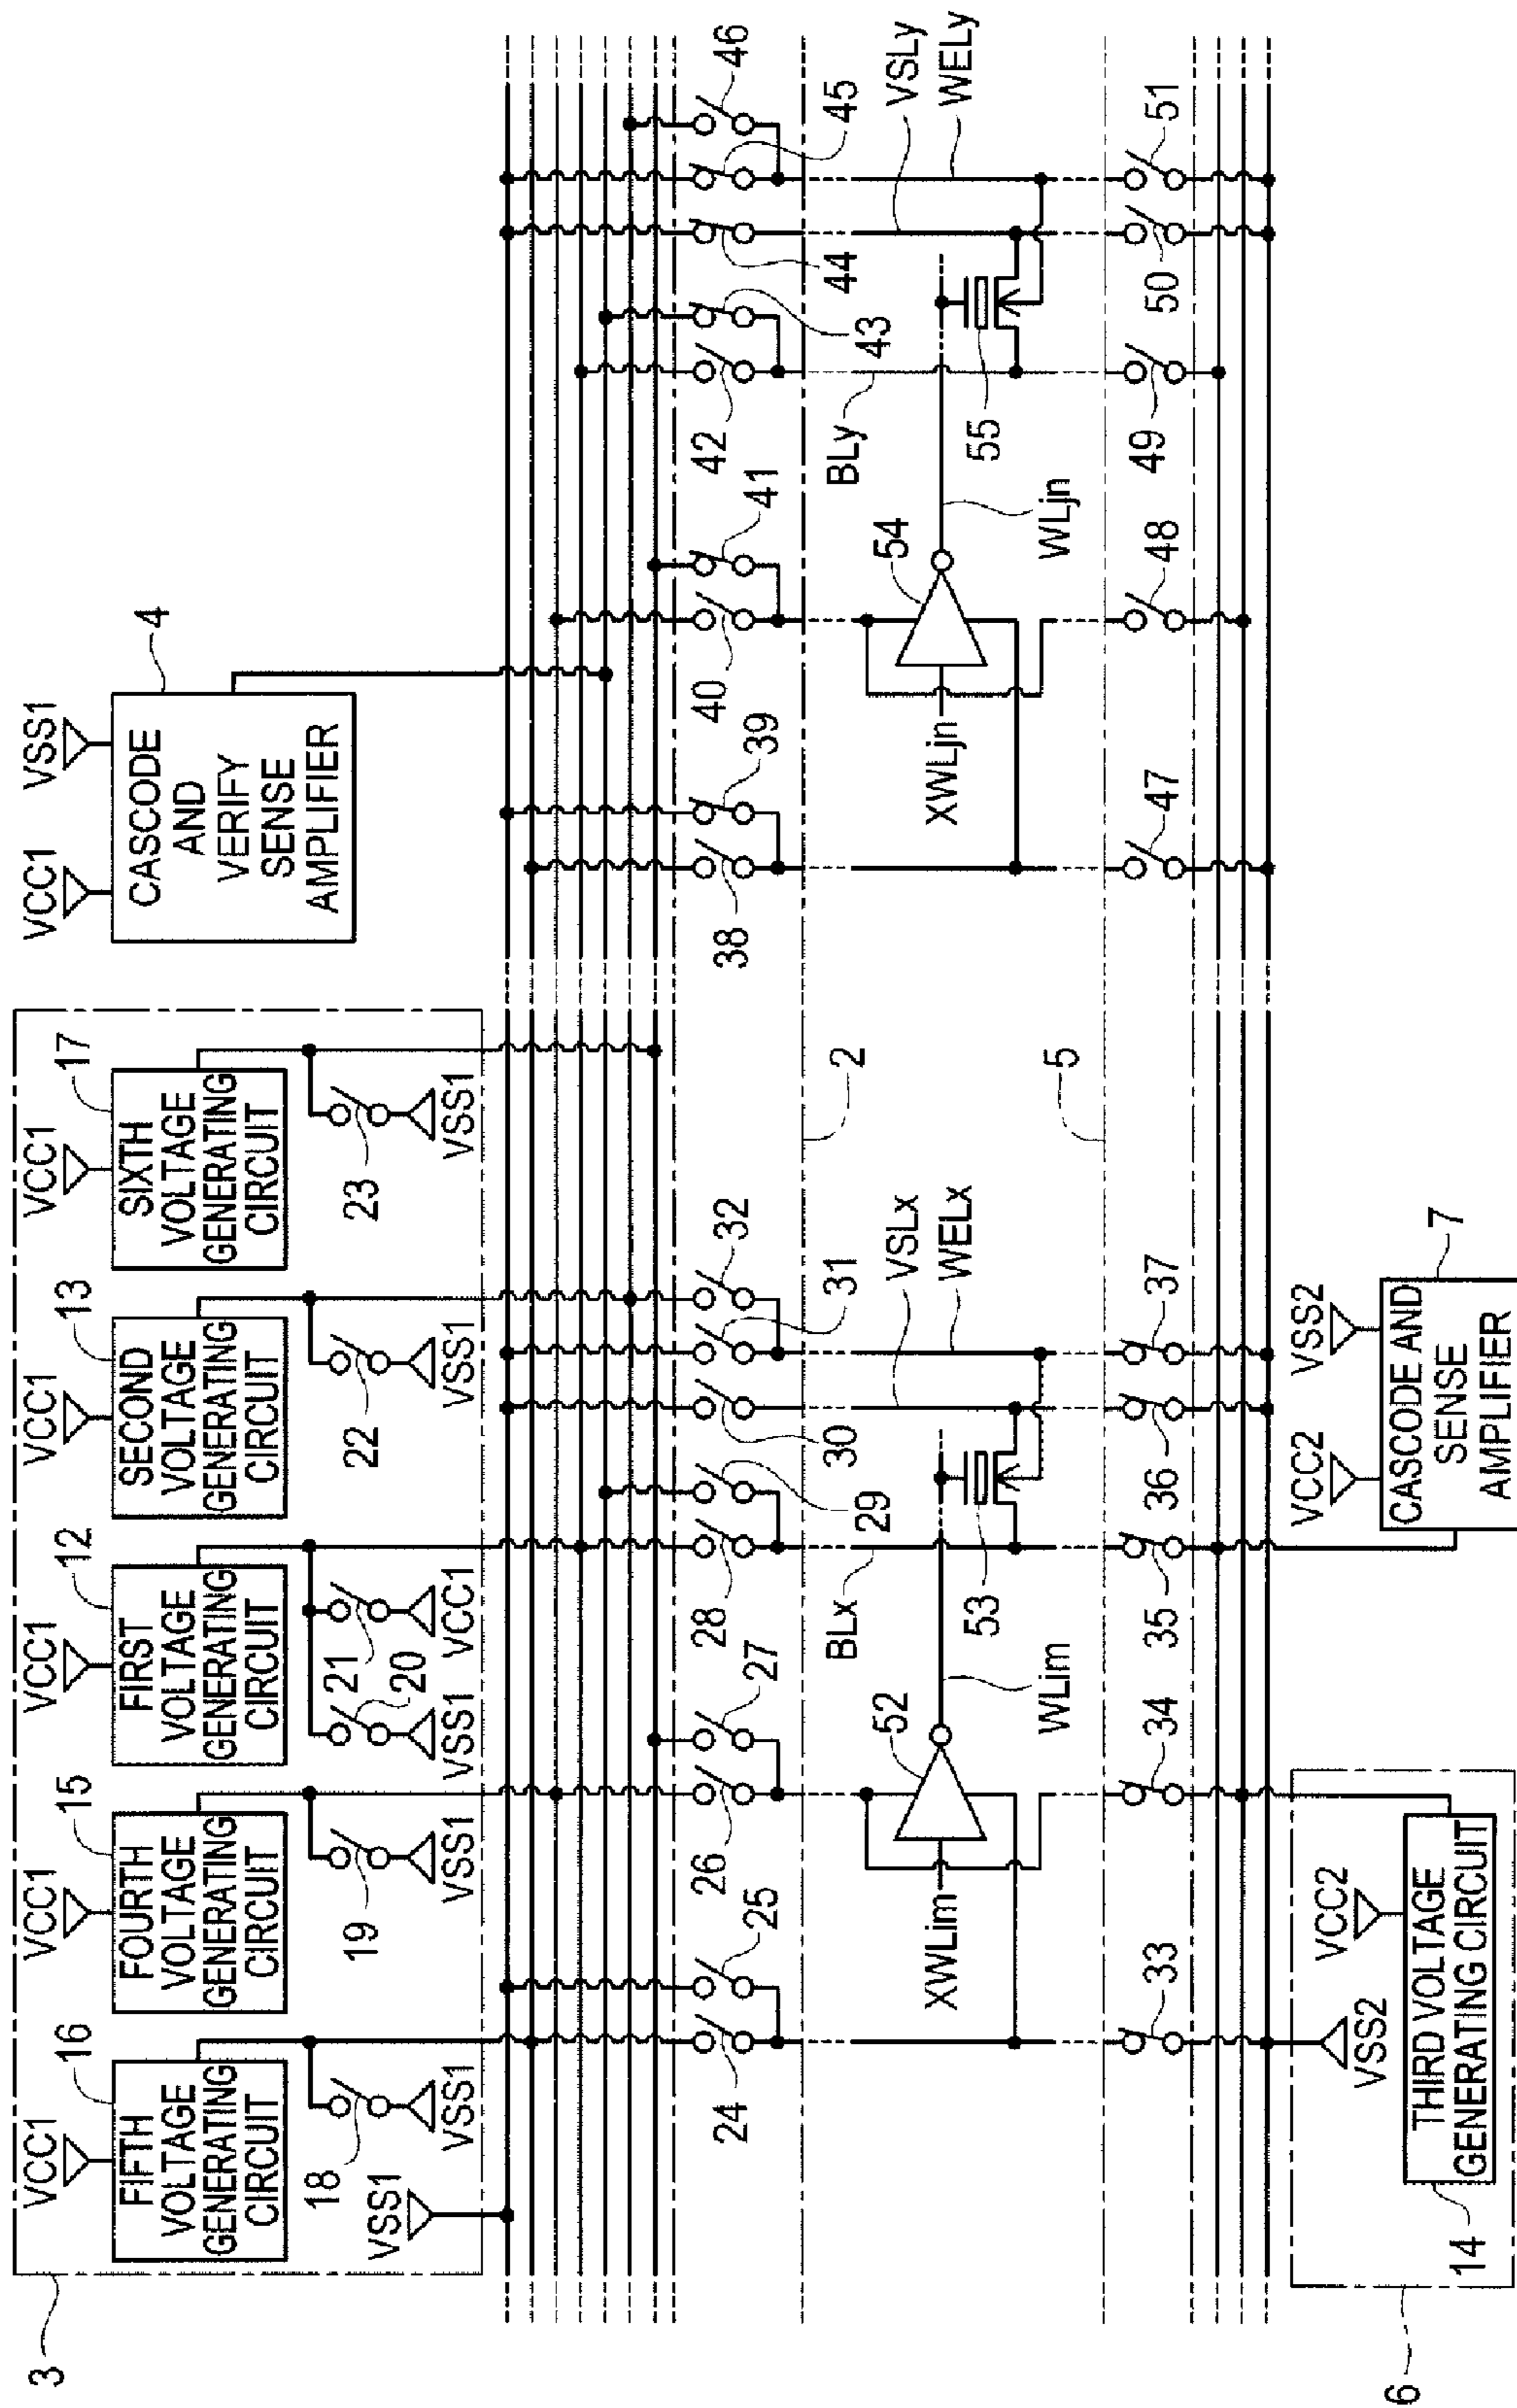 3
VCC1
16
FIFTH
VOLTAGE
GENERATING
CIRCUIT
18
VSS1
VSS1
VCC1
15
FOURTH
VOLTAGE
GENERATING
CIRCUIT
19
VSS1
VCC1
12
FIRST
VOLTAGE
GENERATING
CIRCUIT
20
VSS1
21
VCC1
VCC1
13
SECOND
VOLTAGE
GENERATING
CIRCUIT
22
VSS1
VCC1
17
SIXTH
VOLTAGE
GENERATING
CIRCUIT
23
VSS1
VCC1
VSS1
4
CASCODE
AND
VERIFY
SENSE
AMPLIFIER
24
25
26
27
28
29
30
31
32
2
38
39
40
41
42
43
44
45
46
XWLim
52
WLim
BLx
53
VSLx
WELx
5
XWLjn
54
WLjn
BLy
55
VSLy
WELy
33
34
35
36
37
47
48
49
50
51
6
14
VSS2
VCC2
THIRD VOLTAGE
GENERATING CIRCUIT
VCC2
VSS2
7
CASCODE AND
SENSE
AMPLIFIER